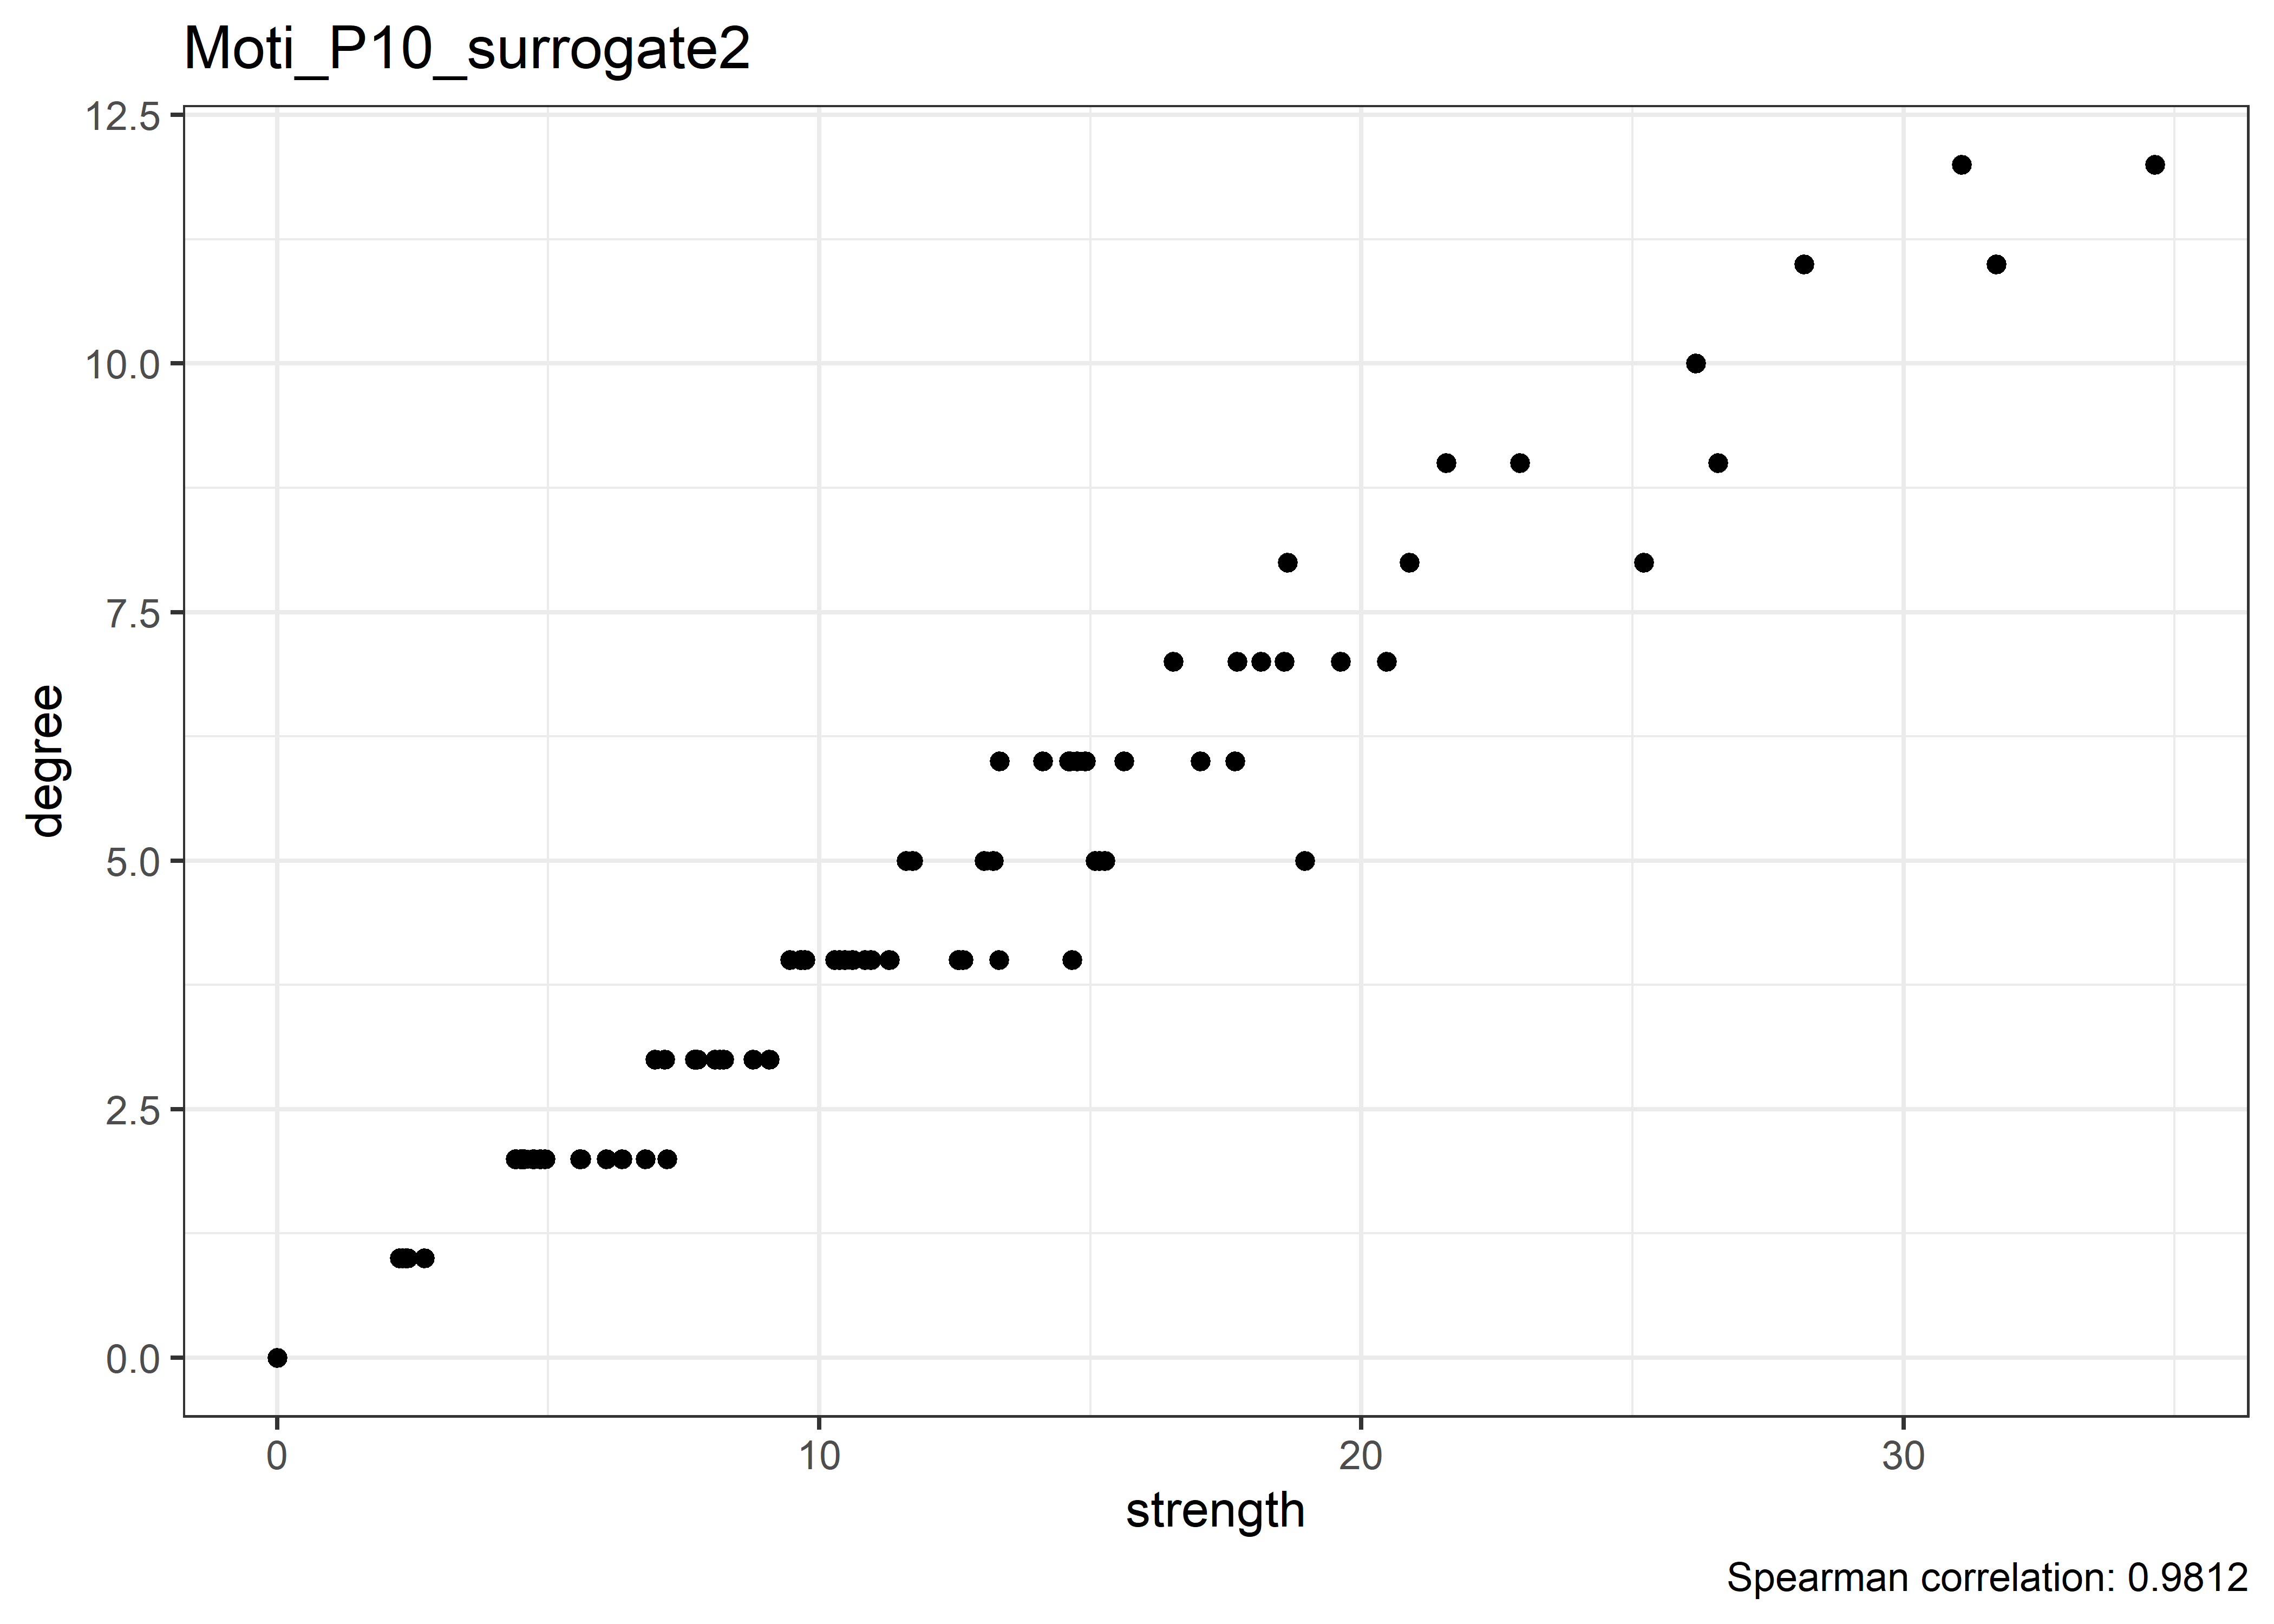 Moti_P10_surrogate2
12.5
10.0
7.5
5.0
2.5
0.0
degree
0 10 20 30
strength
Spearman correlation: 0.9812